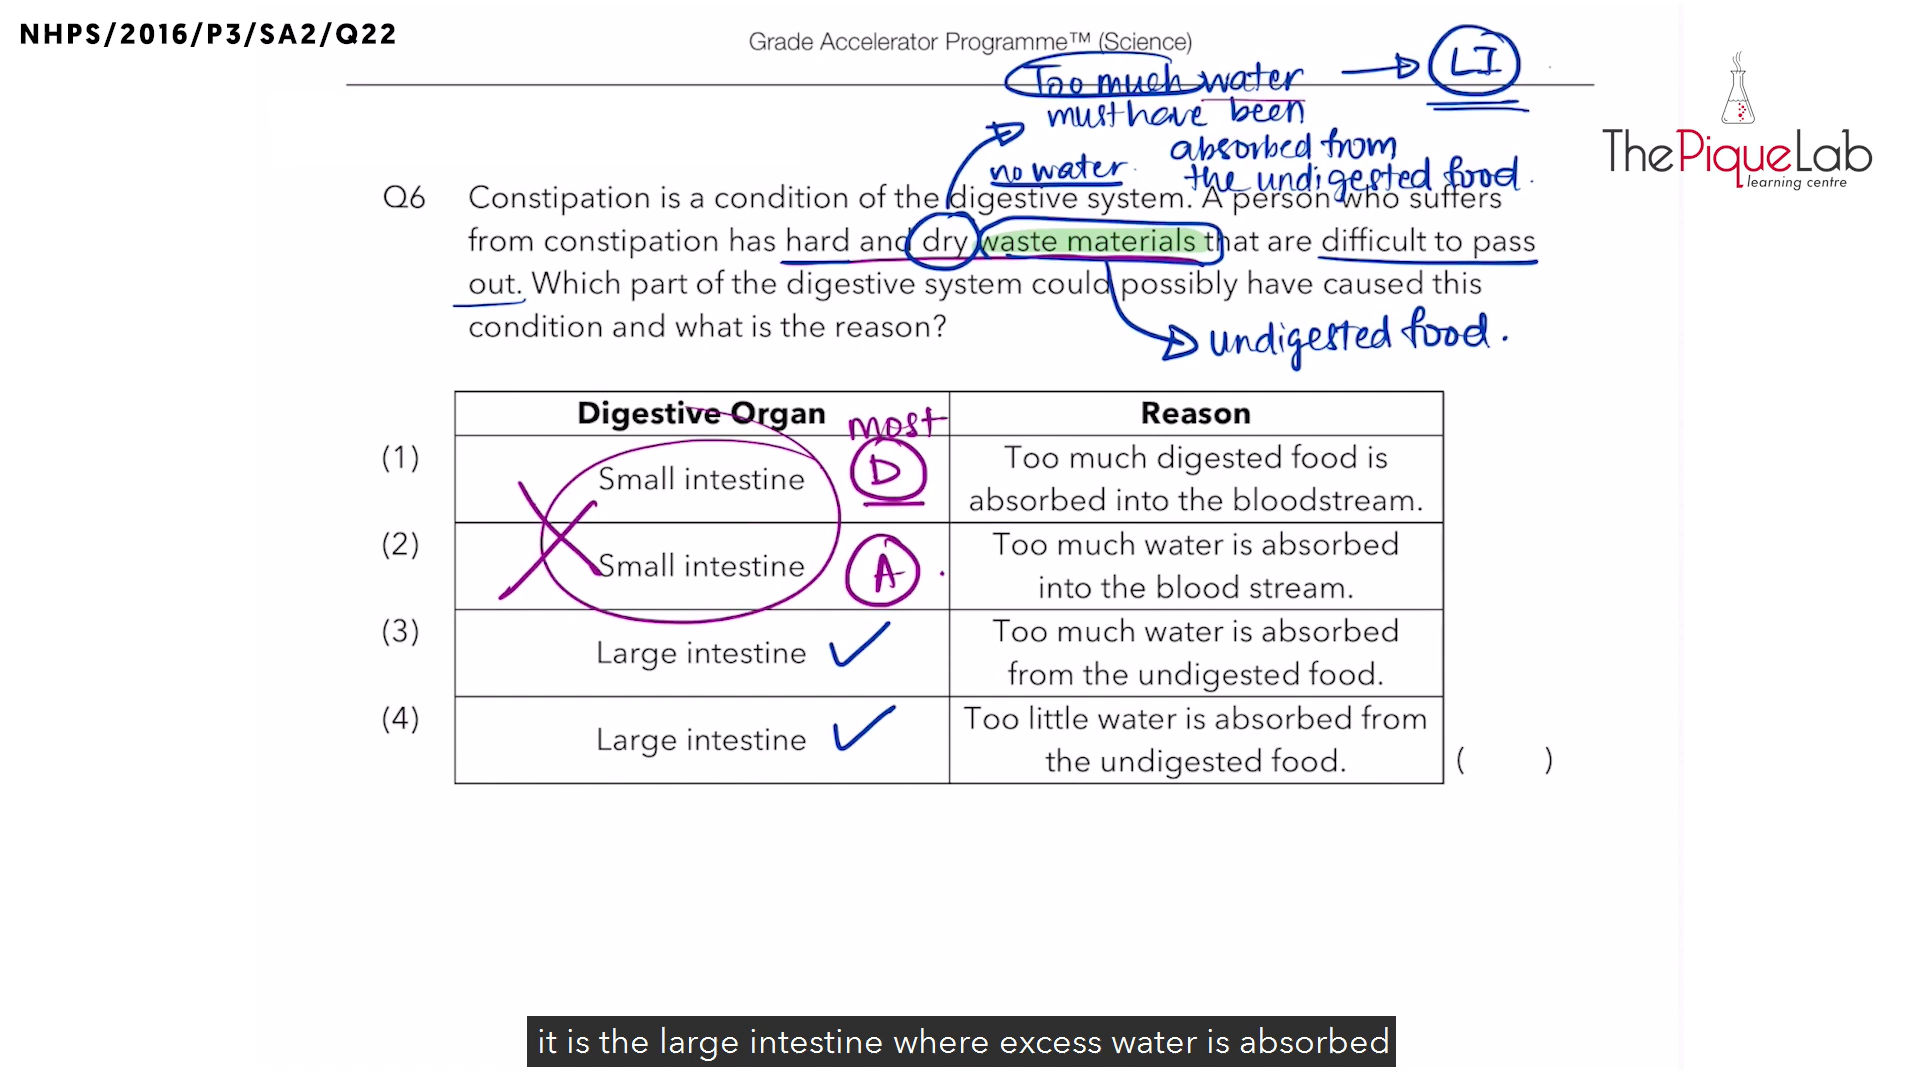 NHPS/2016/P3/SA2/Q22
Grade Accelerator Programme™ (Science)
Too much water
LI
must have been
absorbed from
the undigested food.
no water.
The Pique Lab
learning centre
Q6 Constipation is a condition of the digestive system. A person who suffers
from constipation has hard and dry waste materials that are difficult to pass
out. Which part of the digestive system could possibly have caused this
condition and what is the reason?
undigested food.
Digestive Organ Reason
most
(1) Small intestine D Too much digested food is
absorbed into the bloodstream.
(2) Small intestine A Too much water is absorbed
into the blood stream.
(3) Large intestine Too much water is absorbed
from the undigested food.
(4) Large intestine Too little water is absorbed from
the undigested food. ( )
it is the large intestine where excess water is absorbed